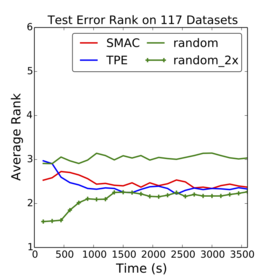 Test Error Rank on 117 Datasets
SMAC
TPE
random
random_2x
Average Rank
6
5
4
3
2
1
0 500 1000 1500 2000 2500 3000 3500
Time (s)